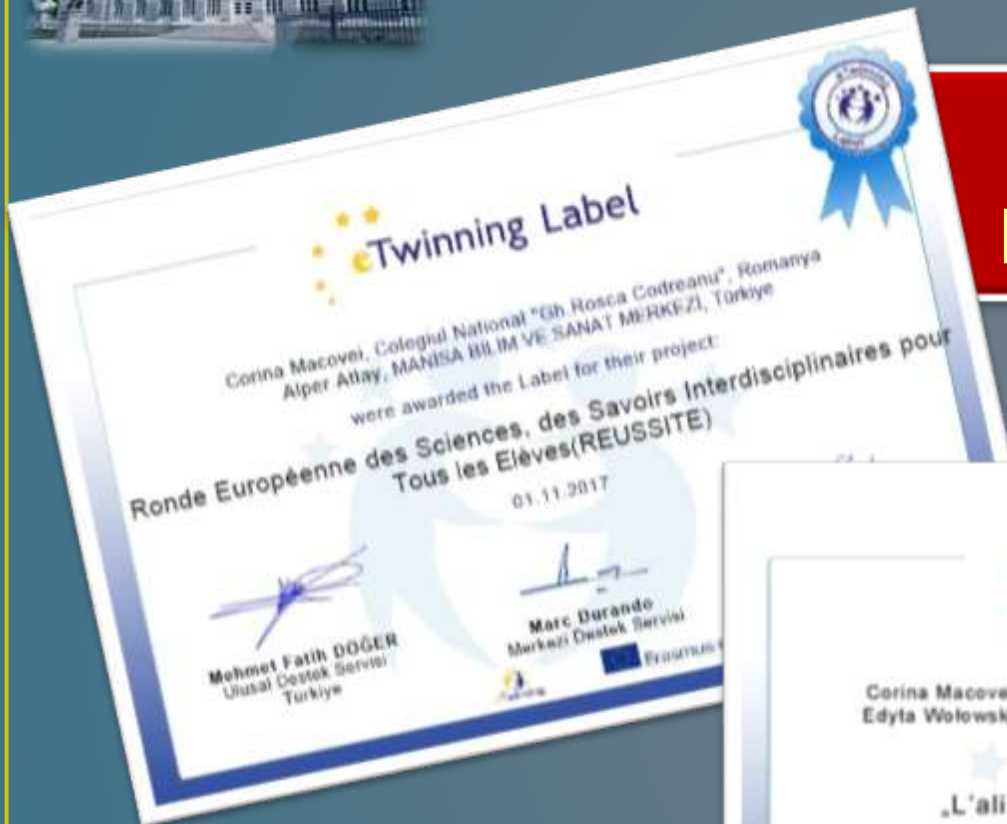 eTwinning Label
Corina Macovei, Colegiul National "Gh Rosca Codreanu", Romanya
Alper Atlay, MANISA BILIM VE SANAT MERKEZI, Türkiye
were awarded the Label for their project:
Ronde Européenne des Sciences, des Savoirs Interdisciplinaires pour
Tous les Elèves(REUSSITE)
01.11.2017
Mehmet Fatih DOĞER
Ulusal Destek Servisi
Türkiye
Marc Durando
Merkezi Destek Servisi
eTwinning
Erasmus
eTwinning
Label
Corina Macove
Edyta Wołowsk
„L'ali